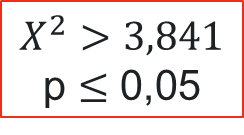 X² > 3,841
p ≤ 0,05